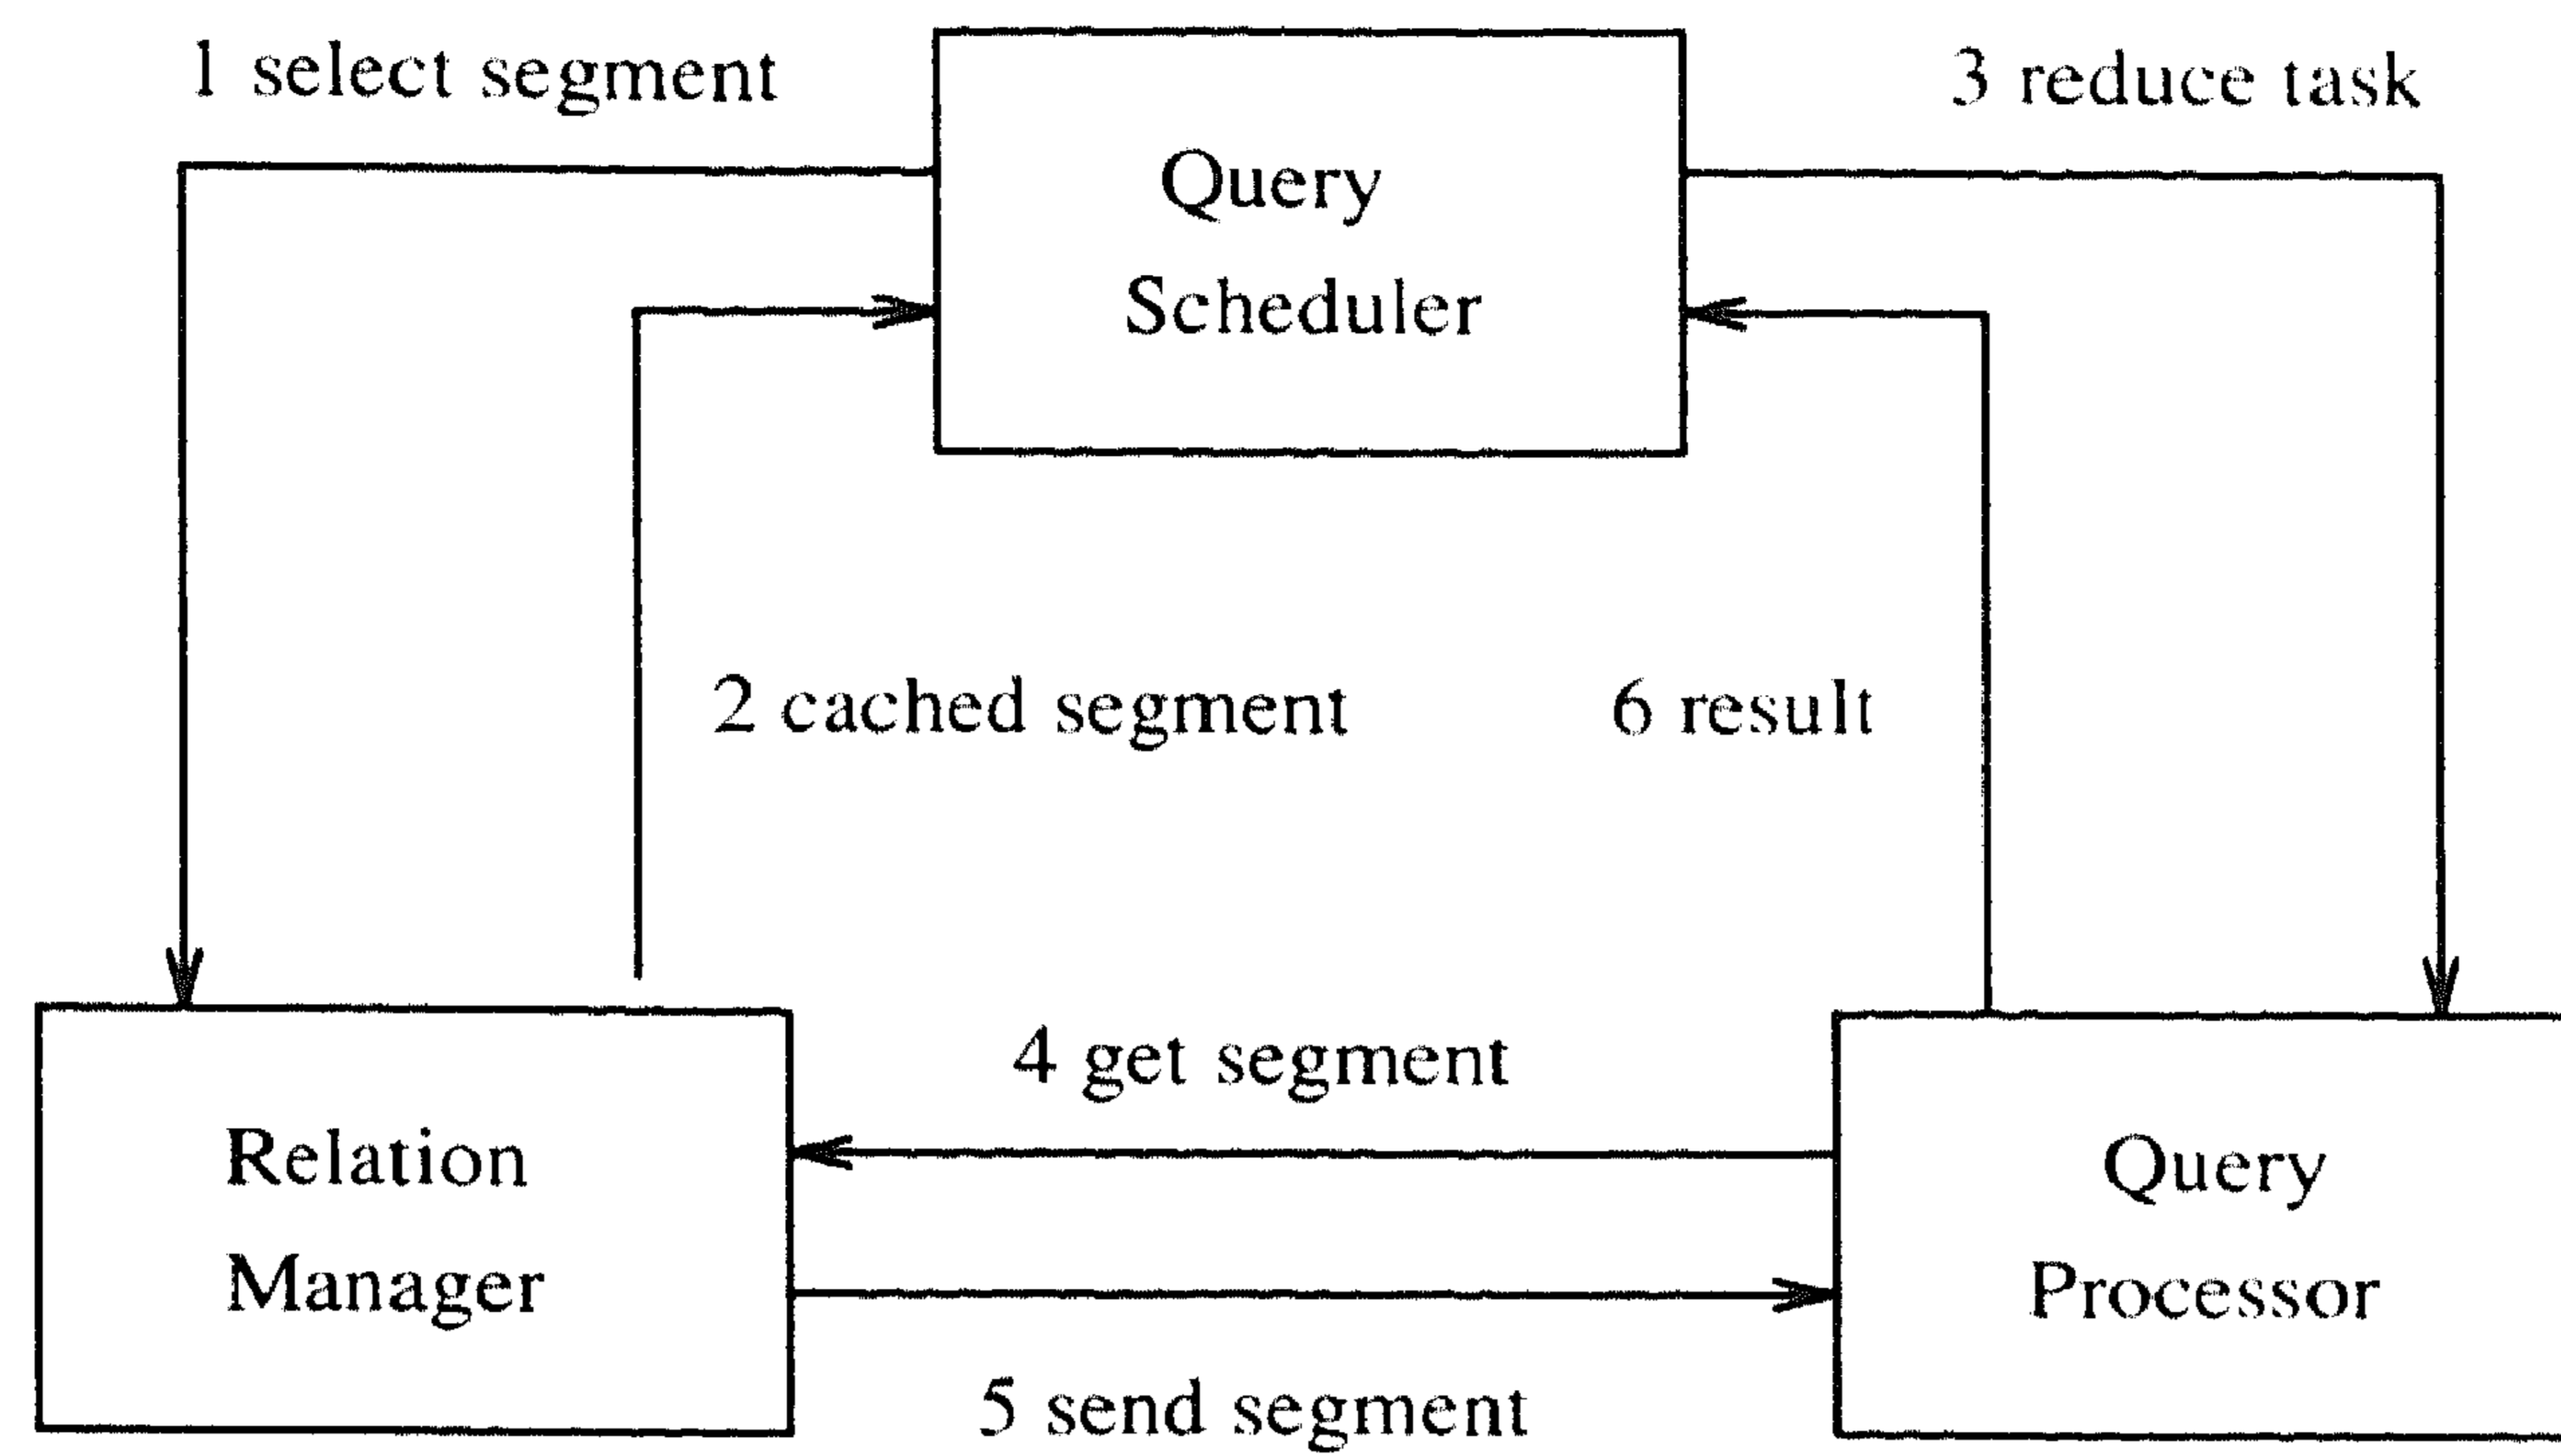 1 select segment
3 reduce task
Query
Scheduler
2 cached segment
6 result
4 get segment
Relation
Manager
Query
Processor
5 send segment